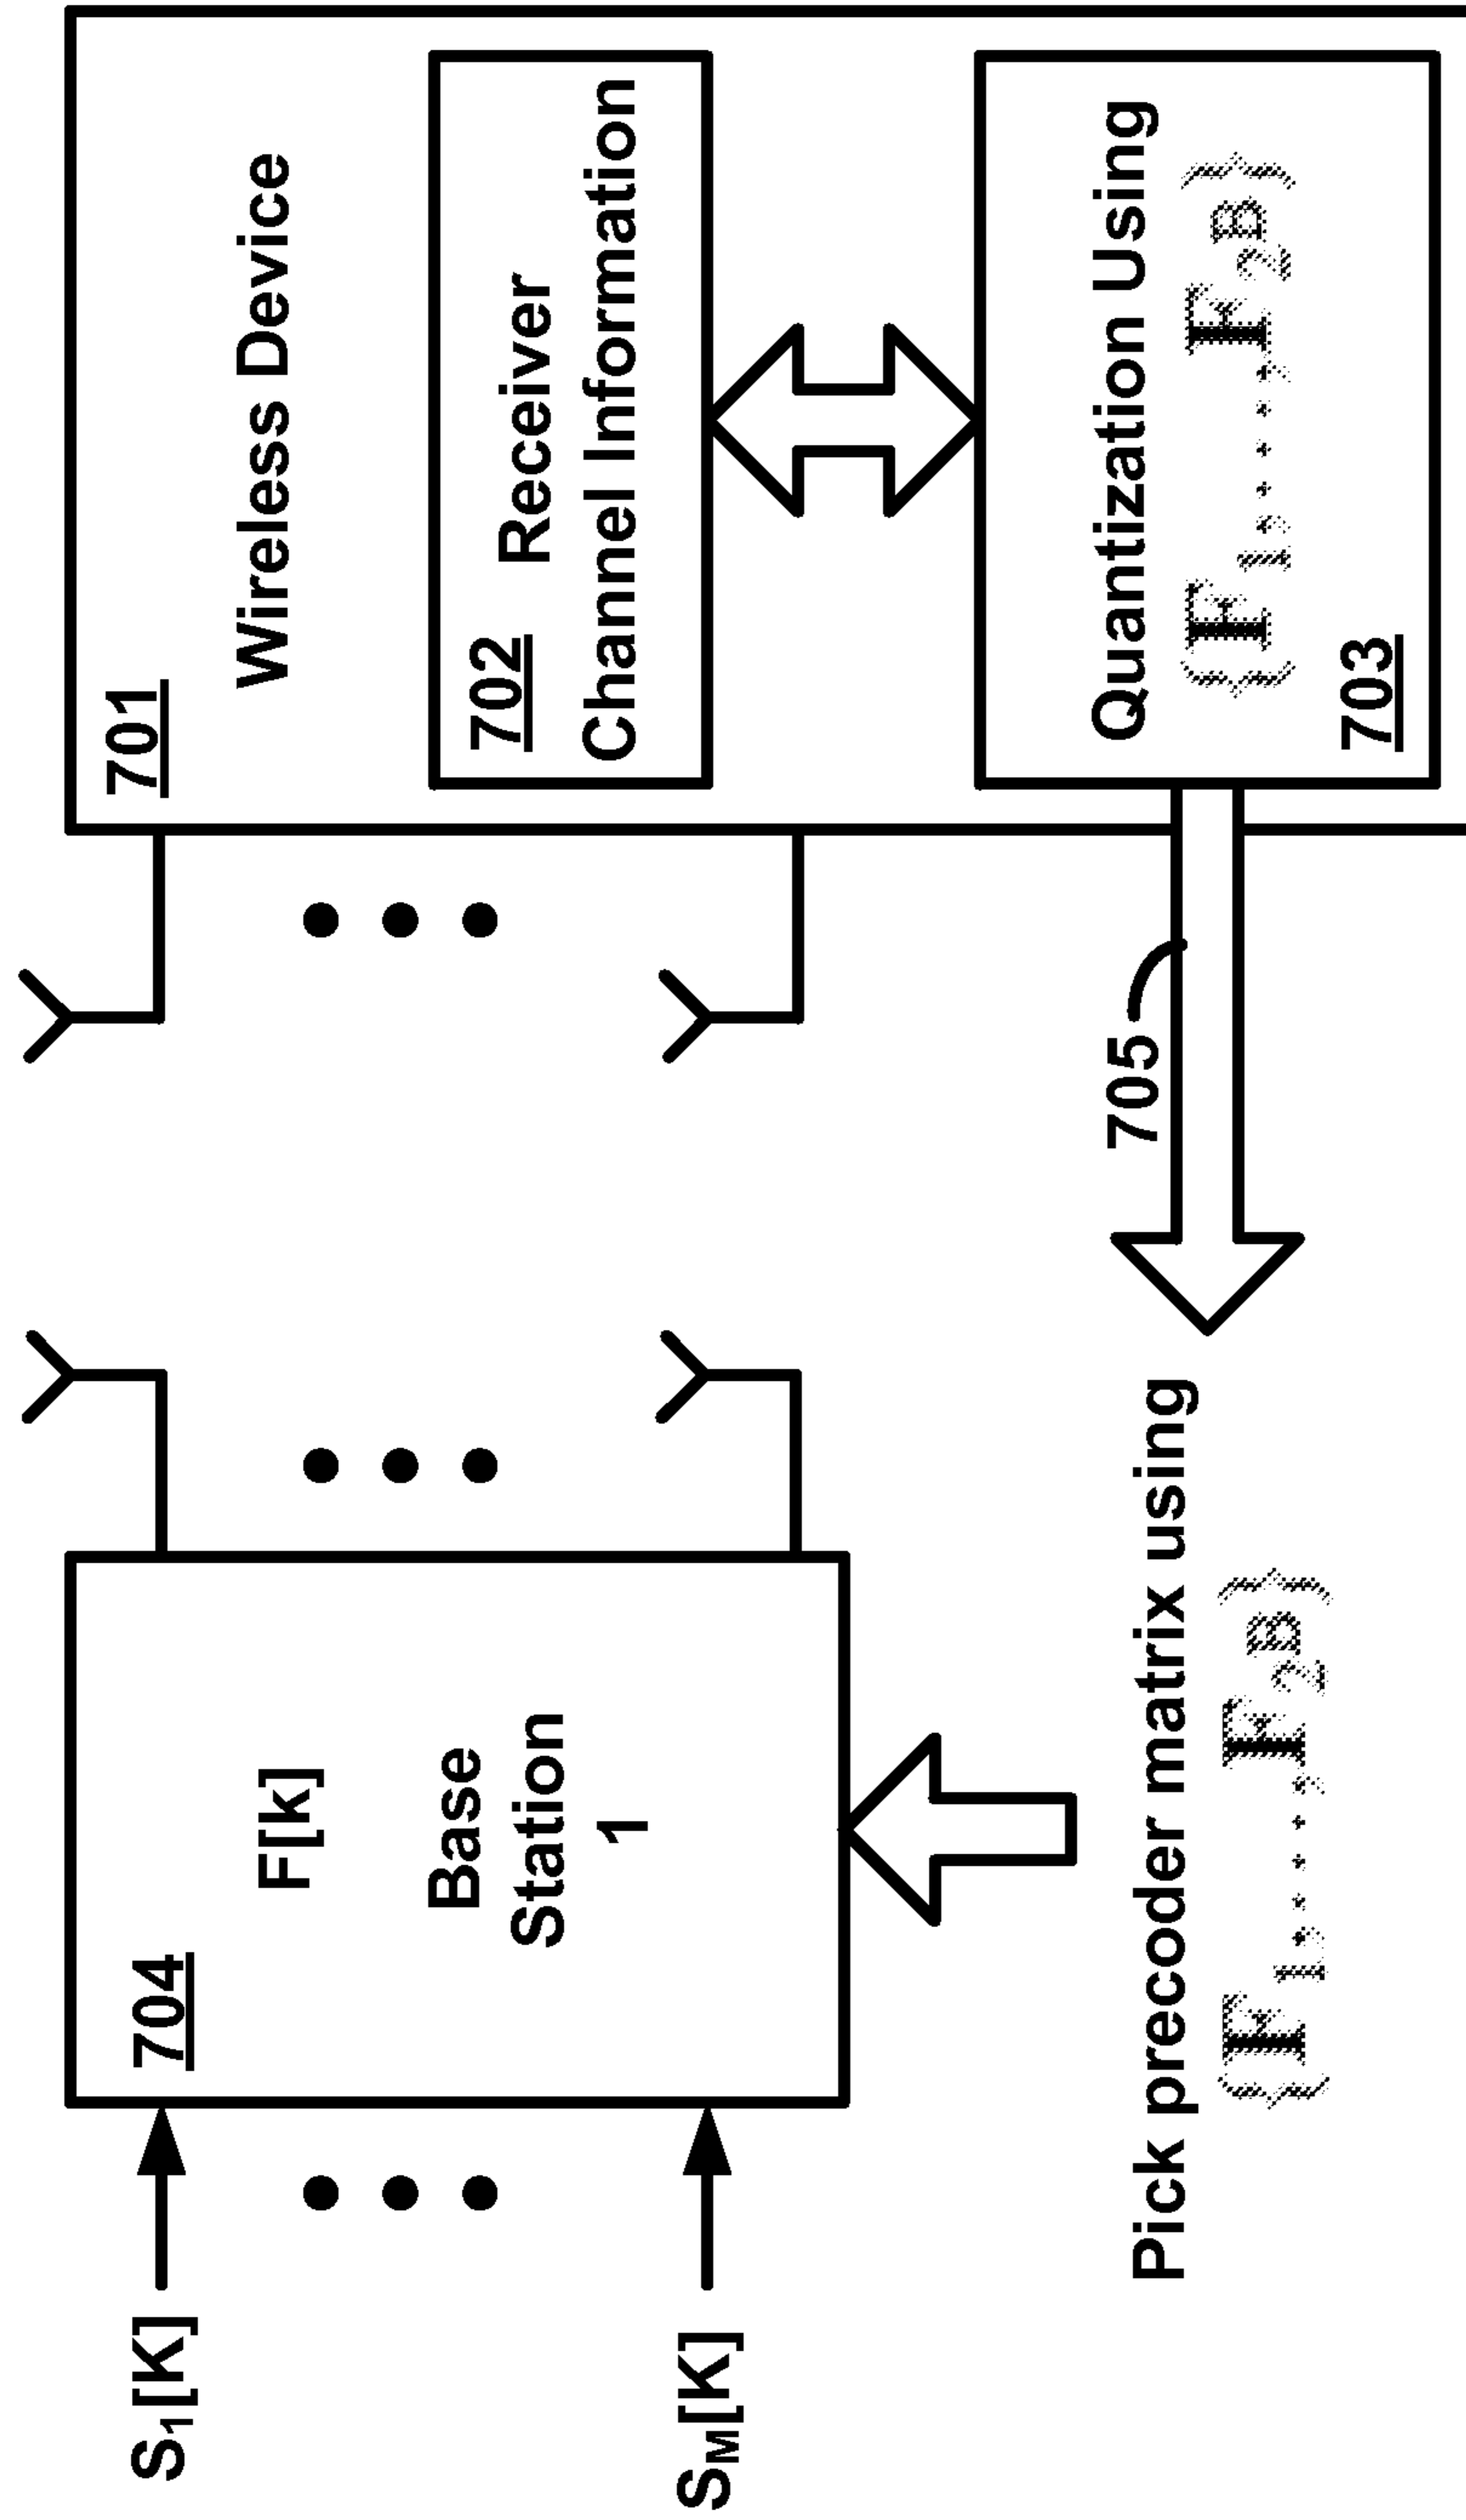 S1[K]
SM[K]
704
F[k]
Base
Station
1
Pick precoder matrix using
(F1,...,F2B)
705
701
Wireless Device
702
Receiver
Channel Information
Quantization Using
(F1,...,F2B)
703